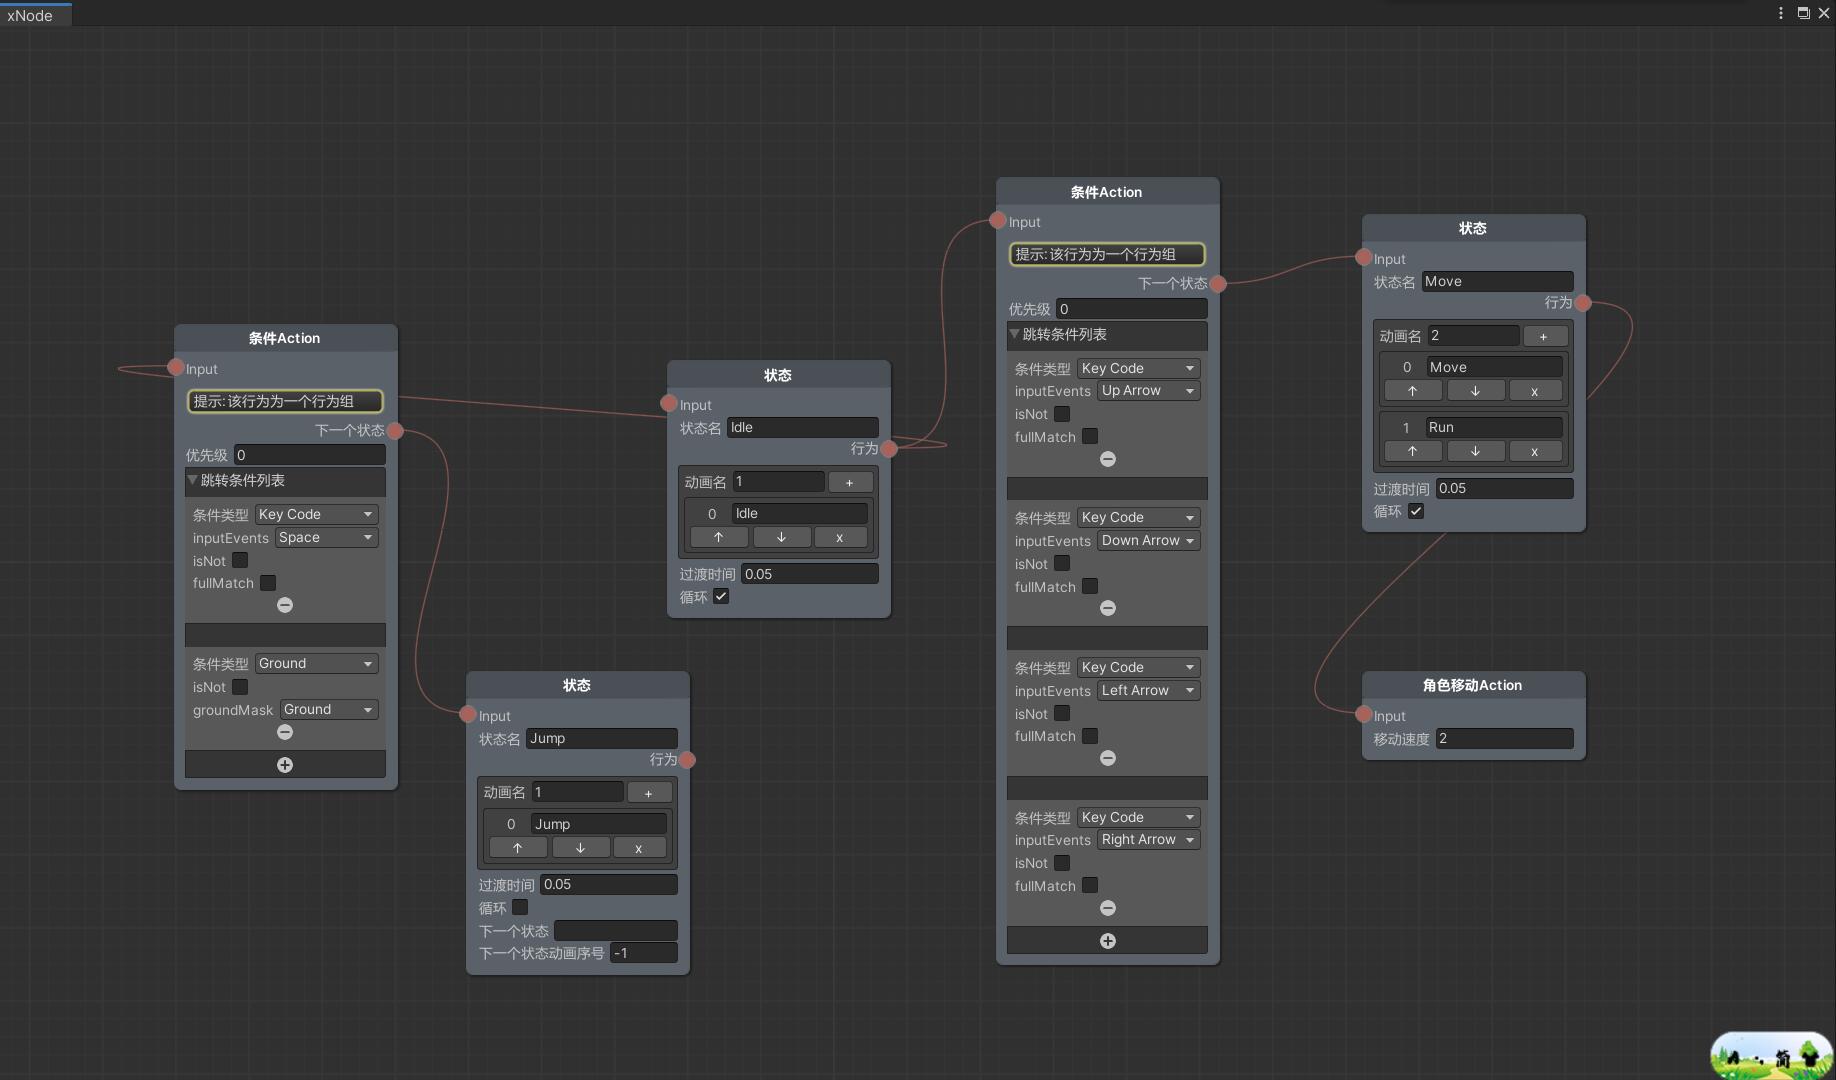 xNode
条件Action
Input
提示:该行为为一个行为组
下一个状态
优先级 0
跳转条件列表
条件类型 Key Code
inputEvents Space
isNot
fullMatch
条件类型 Ground
isNot
groundMask Ground
状态
Input
状态名 Jump
行为
动画名 1 +
0 Jump
↑ ↓ x
过渡时间 0.05
循环
下一个状态
下一个状态动画序号 -1
状态
Input
状态名 Idle
行为
动画名 1 +
0 Idle
↑ ↓ x
过渡时间 0.05
循环
条件Action
Input
提示:该行为为一个行为组
下一个状态
优先级 0
跳转条件列表
条件类型 Key Code
inputEvents Up Arrow
isNot
fullMatch
条件类型 Key Code
inputEvents Down Arrow
isNot
fullMatch
条件类型 Key Code
inputEvents Left Arrow
isNot
fullMatch
条件类型 Key Code
inputEvents Right Arrow
isNot
fullMatch
状态
Input
状态名 Move
行为
动画名 2 +
0 Move
↑ ↓ x
1 Run
↑ ↓ x
过渡时间 0.05
循环
角色移动Action
Input
移动速度 2
简